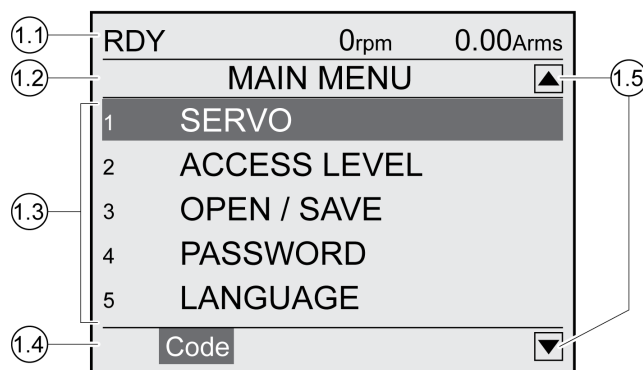 1.1 RDY 0rpm 0.00Arms
1.2 MAIN MENU 1.5
1 SERVO
2 ACCESS LEVEL
1.3 3 OPEN / SAVE
4 PASSWORD
5 LANGUAGE
1.4 Code